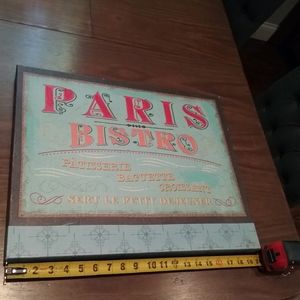 PARIS
BISTRO
PATISSERIE
BAGUETTE
CROISSANT
SERT LE PETIT DEJEUNER
2 3 4 5 6 7 8 9 10 11 12 13 14 15 16 17 18 19